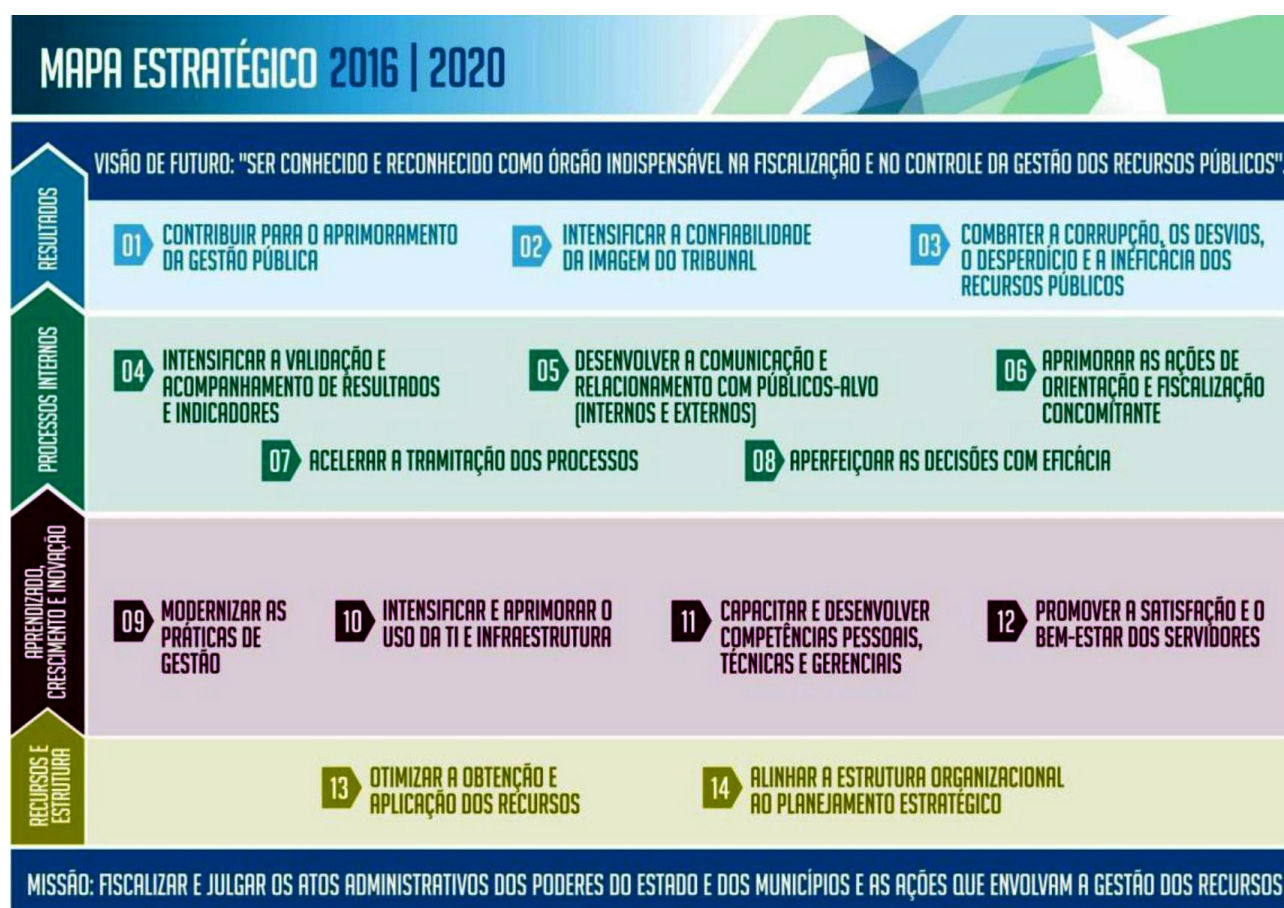 MAPA ESTRATÉGICO 2016 | 2020
VISÃO DE FUTURO: "SER CONHECIDO E RECONHECIDO COMO ÓRGÃO INDISPENSÁVEL NA FISCALIZAÇÃO E NO CONTROLE DA GESTÃO DOS RECURSOS PÚBLICOS".
RESULTADOS
01 CONTRIBUIR PARA O APRIMORAMENTO
DA GESTÃO PÚBLICA
02 INTENSIFICAR A CONFIABILIDADE
DA IMAGEM DO TRIBUNAL
03 COMBATER A CORRUPÇÃO, OS DESVIOS,
O DESPERDÍCIO E A INEFICÁCIA DOS
RECURSOS PÚBLICOS
PROCESSOS INTERNOS
04 INTENSIFICAR A VALIDAÇÃO E
ACOMPANHAMENTO DE RESULTADOS
E INDICADORES
05 DESENVOLVER A COMUNICAÇÃO E
RELACIONAMENTO COM PÚBLICOS-ALVO
(INTERNOS E EXTERNOS)
06 APRIMORAR AS AÇÕES DE
ORIENTAÇÃO E FISCALIZAÇÃO
CONCOMITANTE
07 ACELERAR A TRAMITAÇÃO DOS PROCESSOS
08 APERFEIÇOAR AS DECISÕES COM EFICÁCIA
APRENDIZADO,
CRESCIMENTO E INOVAÇÃO
09 MODERNIZAR AS
PRÁTICAS DE
GESTÃO
10 INTENSIFICAR E APRIMORAR O
USO DA TI E INFRAESTRUTURA
11 CAPACITAR E DESENVOLVER
COMPETÊNCIAS PESSOAIS,
TÉCNICAS E GERENCIAIS
12 PROMOVER A SATISFAÇÃO E O
BEM-ESTAR DOS SERVIDORES
RECURSOS E
ESTRUTURA
13 OTIMIZAR A OBTENÇÃO E
APLICAÇÃO DOS RECURSOS
14 ALINHAR A ESTRUTURA ORGANIZACIONAL
AO PLANEJAMENTO ESTRATÉGICO
MISSÃO: FISCALIZAR E JULGAR OS ATOS ADMINISTRATIVOS DOS PODERES DO ESTADO E DOS MUNICÍPIOS E AS AÇÕES QUE ENVOLVAM A GESTÃO DOS RECURSOS